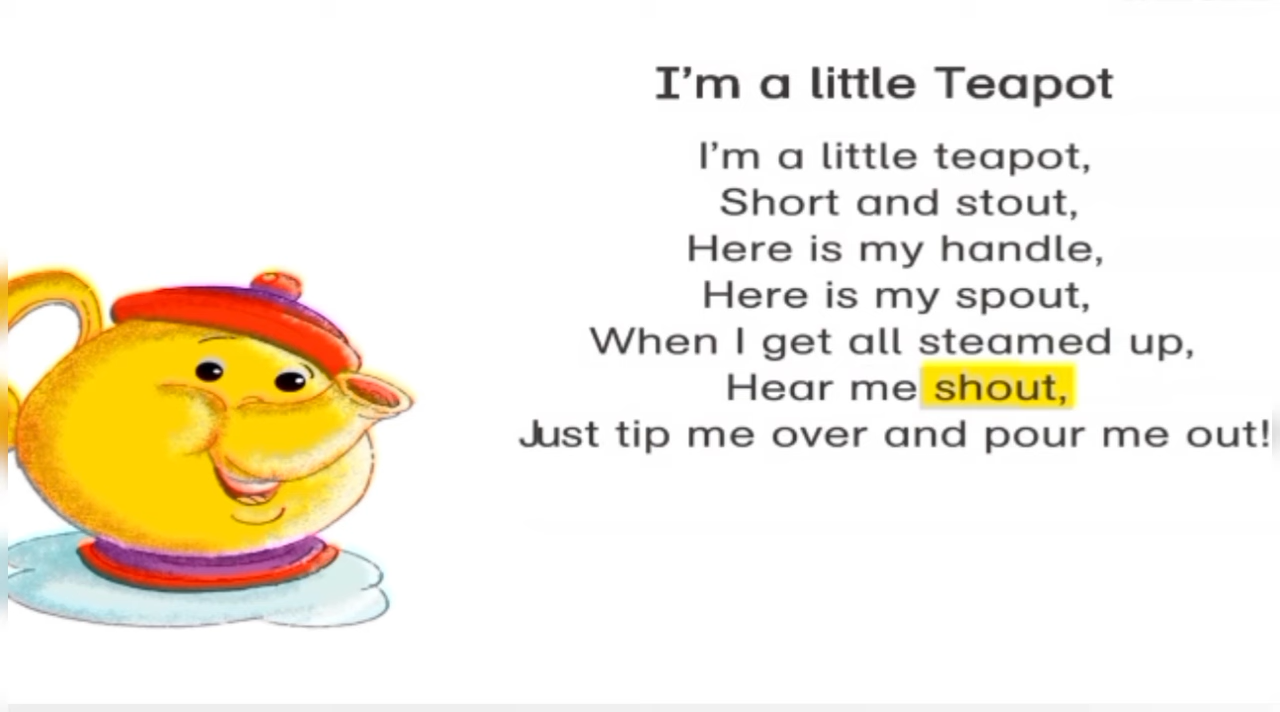 I'm a little Teapot
I'm a little teapot,
Short and stout,
Here is my handle,
Here is my spout,
When I get all steamed up,
Hear me shout,
Just tip me over and pour me out!